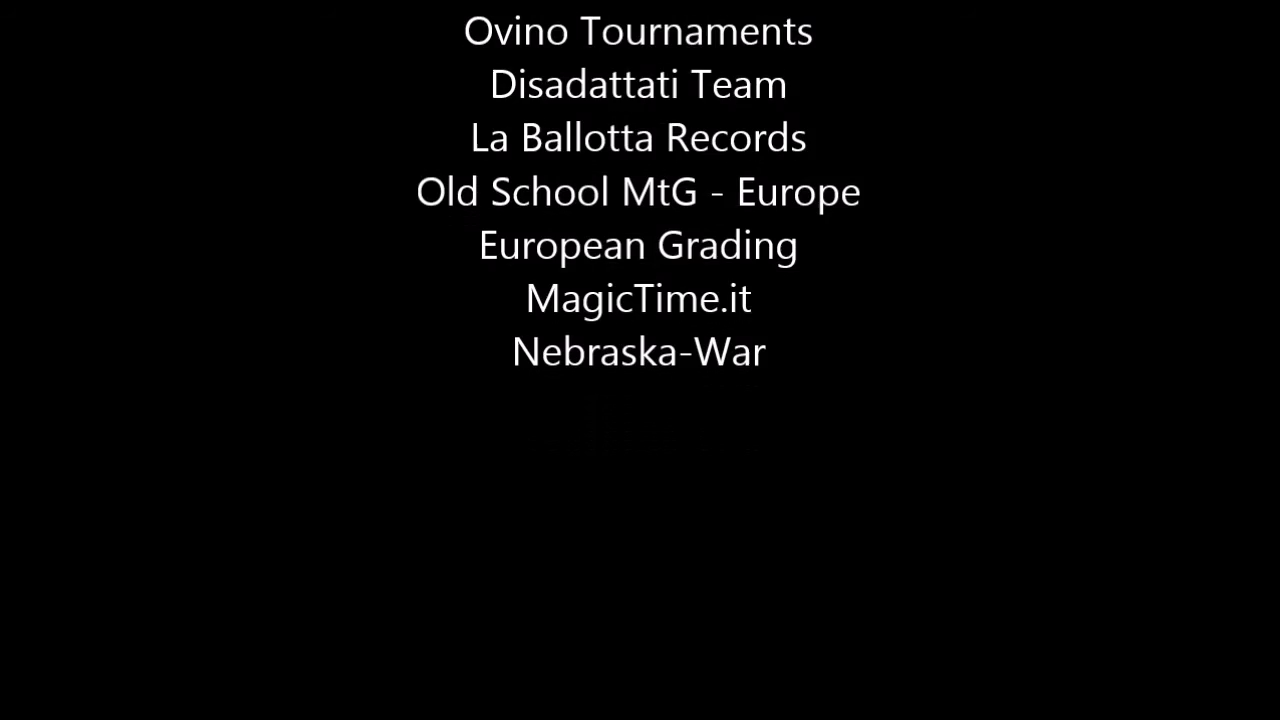 Ovino Tournaments
Disadattati Team
La Ballotta Records
Old School MtG - Europe
European Grading
MagicTime.it
Nebraska-War